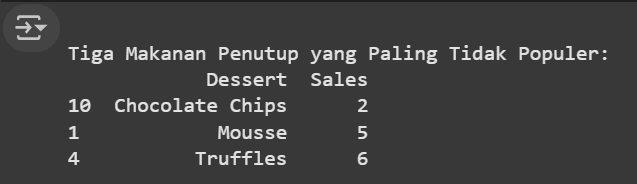 Tiga Makanan Penutup yang Paling Tidak Populer:
Dessert Sales
10 Chocolate Chips 2
1 Mousse 5
4 Truffles 6